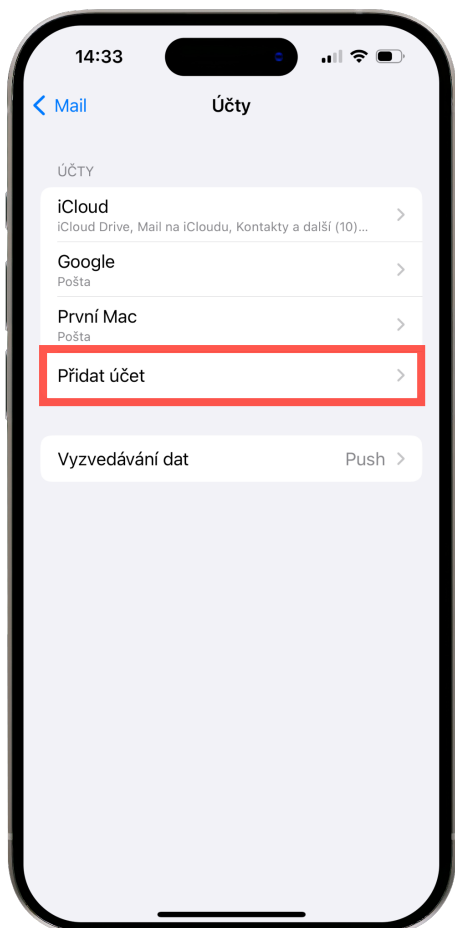 14:33
Mail
Účty
ÚČTY
iCloud
iCloud Drive, Mail na iCloudu, Kontakty a další (10)...
Google
Pošta
První Mac
Pošta
Přidat účet
Vyzvedávání dat Push